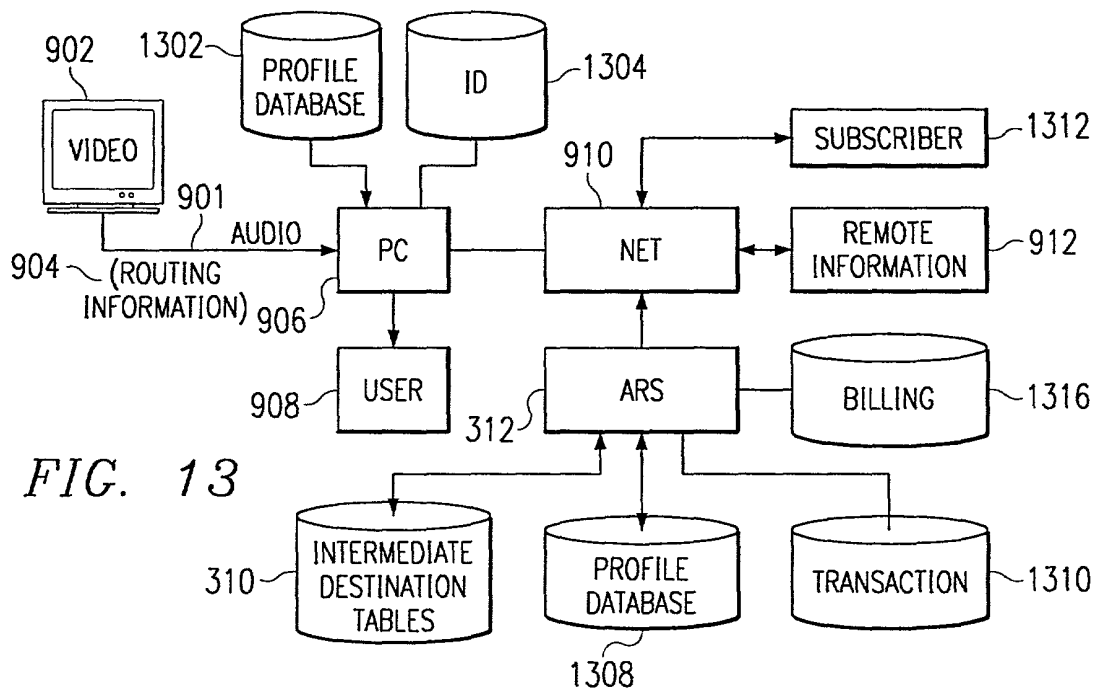 902
1302
PROFILE
DATABASE
ID
1304
VIDEO
901
AUDIO
904
(ROUTING
INFORMATION)
906
PC
910
NET
SUBSCRIBER
1312
REMOTE
INFORMATION
912
USER
908
ARS
312
BILLING
1316
FIG. 13
310
INTERMEDIATE
DESTINATION
TABLES
PROFILE
DATABASE
1308
TRANSACTION
1310